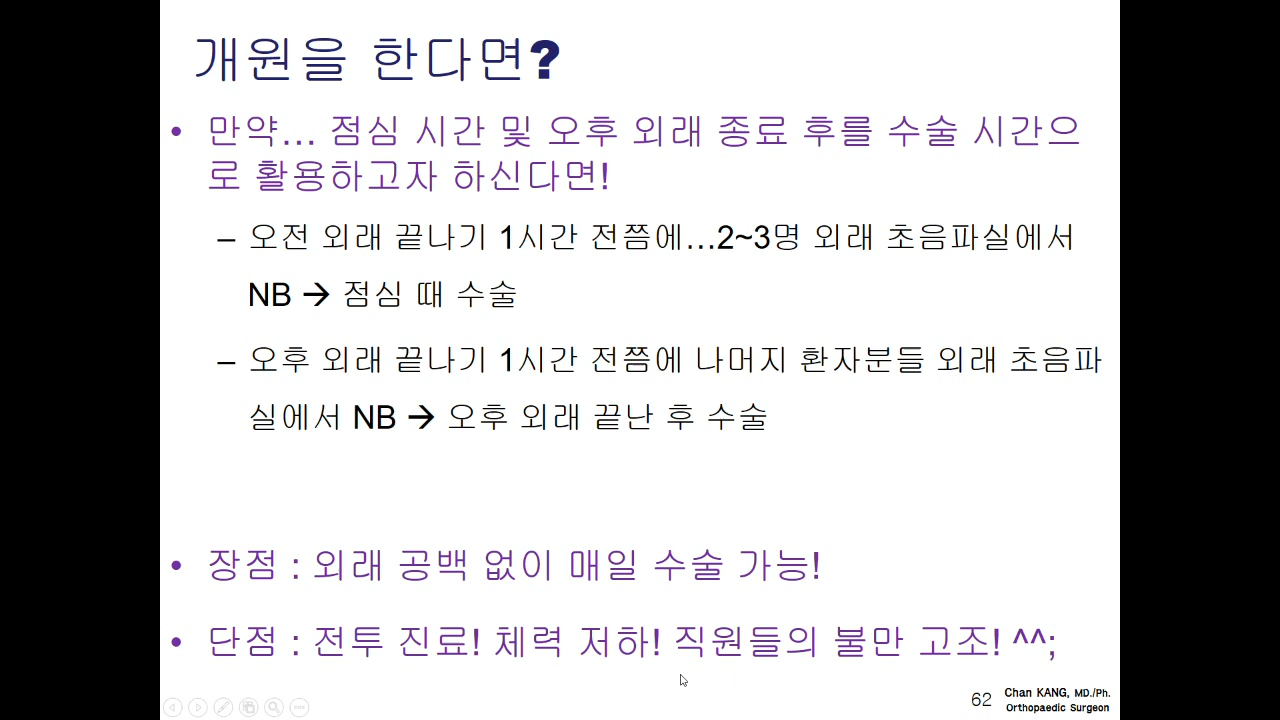 개원을 한다면?
• 만약… 점심 시간 및 오후 외래 종료 후를 수술 시간으
로 활용하고자 하신다면!
– 오전 외래 끝나기 1시간 전쯤에…2~3명 외래 초음파실에서
NB → 점심 때 수술
– 오후 외래 끝나기 1시간 전쯤에 나머지 환자분들 외래 초음파
실에서 NB → 오후 외래 끝난 후 수술
• 장점 : 외래 공백 없이 매일 수술 가능!
• 단점 : 전투 진료! 체력 저하! 직원들의 불만 고조! ^^;
62
Chan KANG, MD./Ph.
Orthopaedic Surgeon